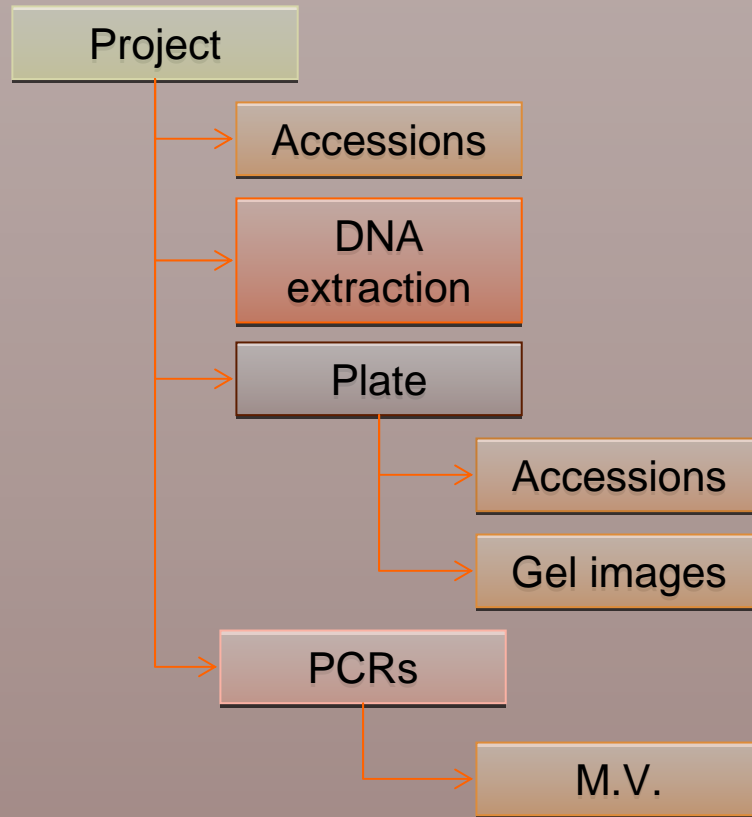 Project
Accessions
DNA
extraction
Plate
Accessions
Gel images
PCRs
M.V.